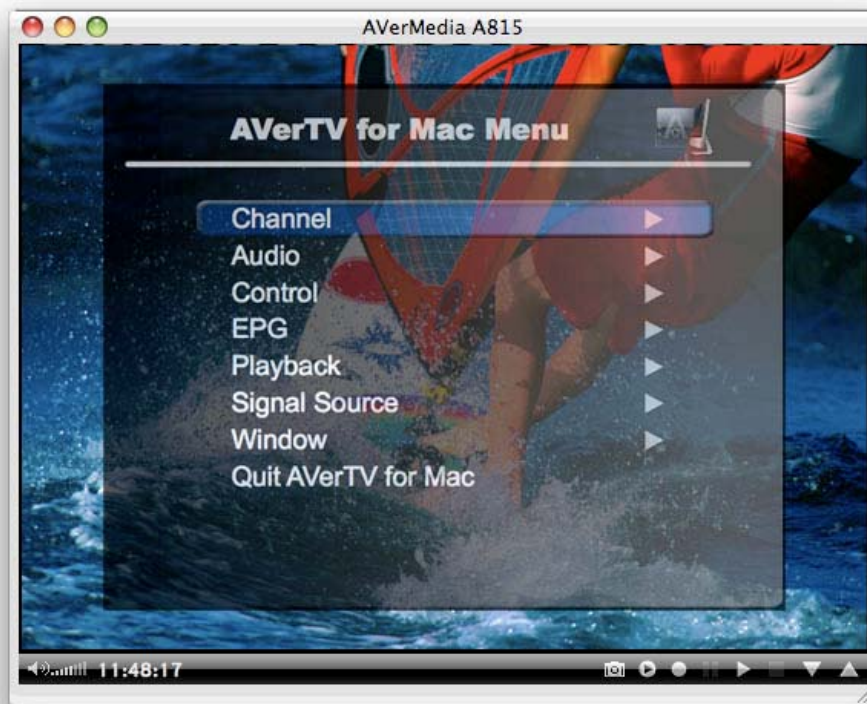 AVerMedia A815
AVerTV for Mac Menu
Channel
Audio
Control
EPG
Playback
Signal Source
Window
Quit AVerTV for Mac
11:48:17